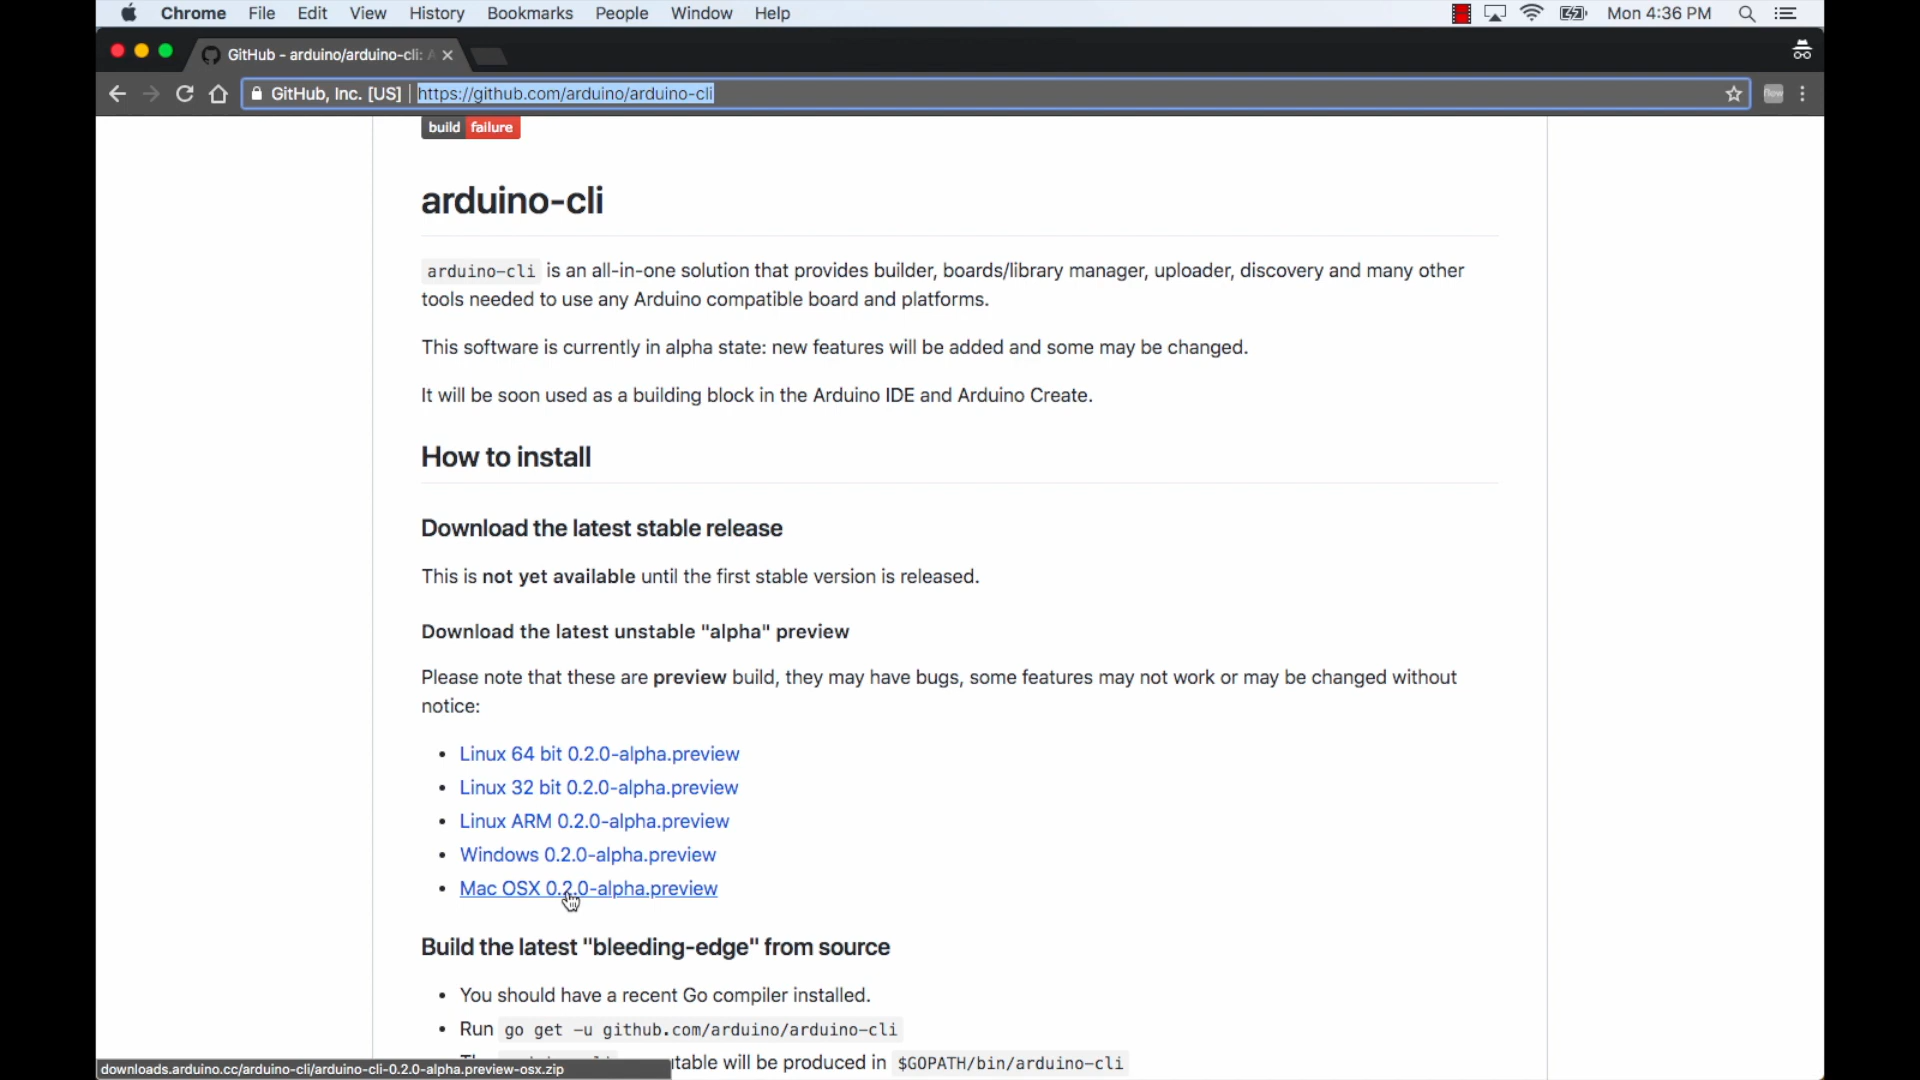 Chrome File Edit View History Bookmarks People Window Help Mon 4:36 PM
GitHub - arduino/arduino-cli:
GitHub, Inc. [US] | https://github.com/arduino/arduino-cli
build failure
arduino-cli
arduino-cli is an all-in-one solution that provides builder, boards/library manager, uploader, discovery and many other
tools needed to use any Arduino compatible board and platforms.
This software is currently in alpha state: new features will be added and some may be changed.
It will be soon used as a building block in the Arduino IDE and Arduino Create.
How to install
Download the latest stable release
This is not yet available until the first stable version is released.
Download the latest unstable "alpha" preview
Please note that these are preview build, they may have bugs, some features may not work or may be changed without
notice:
• Linux 64 bit 0.2.0-alpha.preview
• Linux 32 bit 0.2.0-alpha.preview
• Linux ARM 0.2.0-alpha.preview
• Windows 0.2.0-alpha.preview
• Mac OSX 0.2.0-alpha.preview
Build the latest "bleeding-edge" from source
• You should have a recent Go compiler installed.
• Run go get -u github.com/arduino/arduino-cli
will be produced in $GOPATH/bin/arduino-cli
downloads.arduino.cc/arduino-cli/arduino-cli-0.2.0-alpha.preview-osx.zip